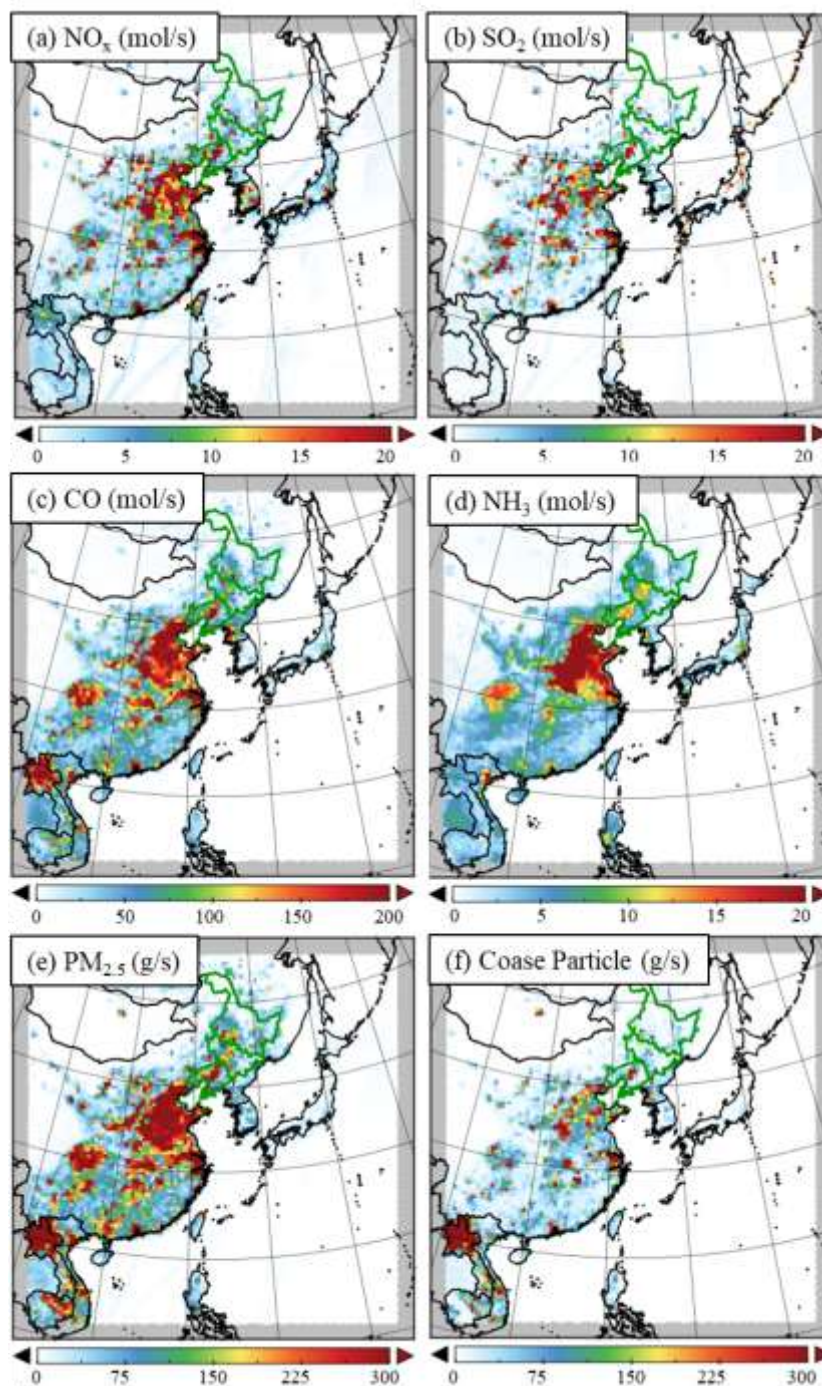 (a) NOx (mol/s)
(b) SO2 (mol/s)
0 5 10 15 20
0 5 10 15 20
(c) CO (mol/s)
(d) NH3 (mol/s)
0 50 100 150 200
0 5 10 15 20
(e) PM2.5 (g/s)
(f) Coase Particle (g/s)
0 75 150 225 300
0 75 150 225 300